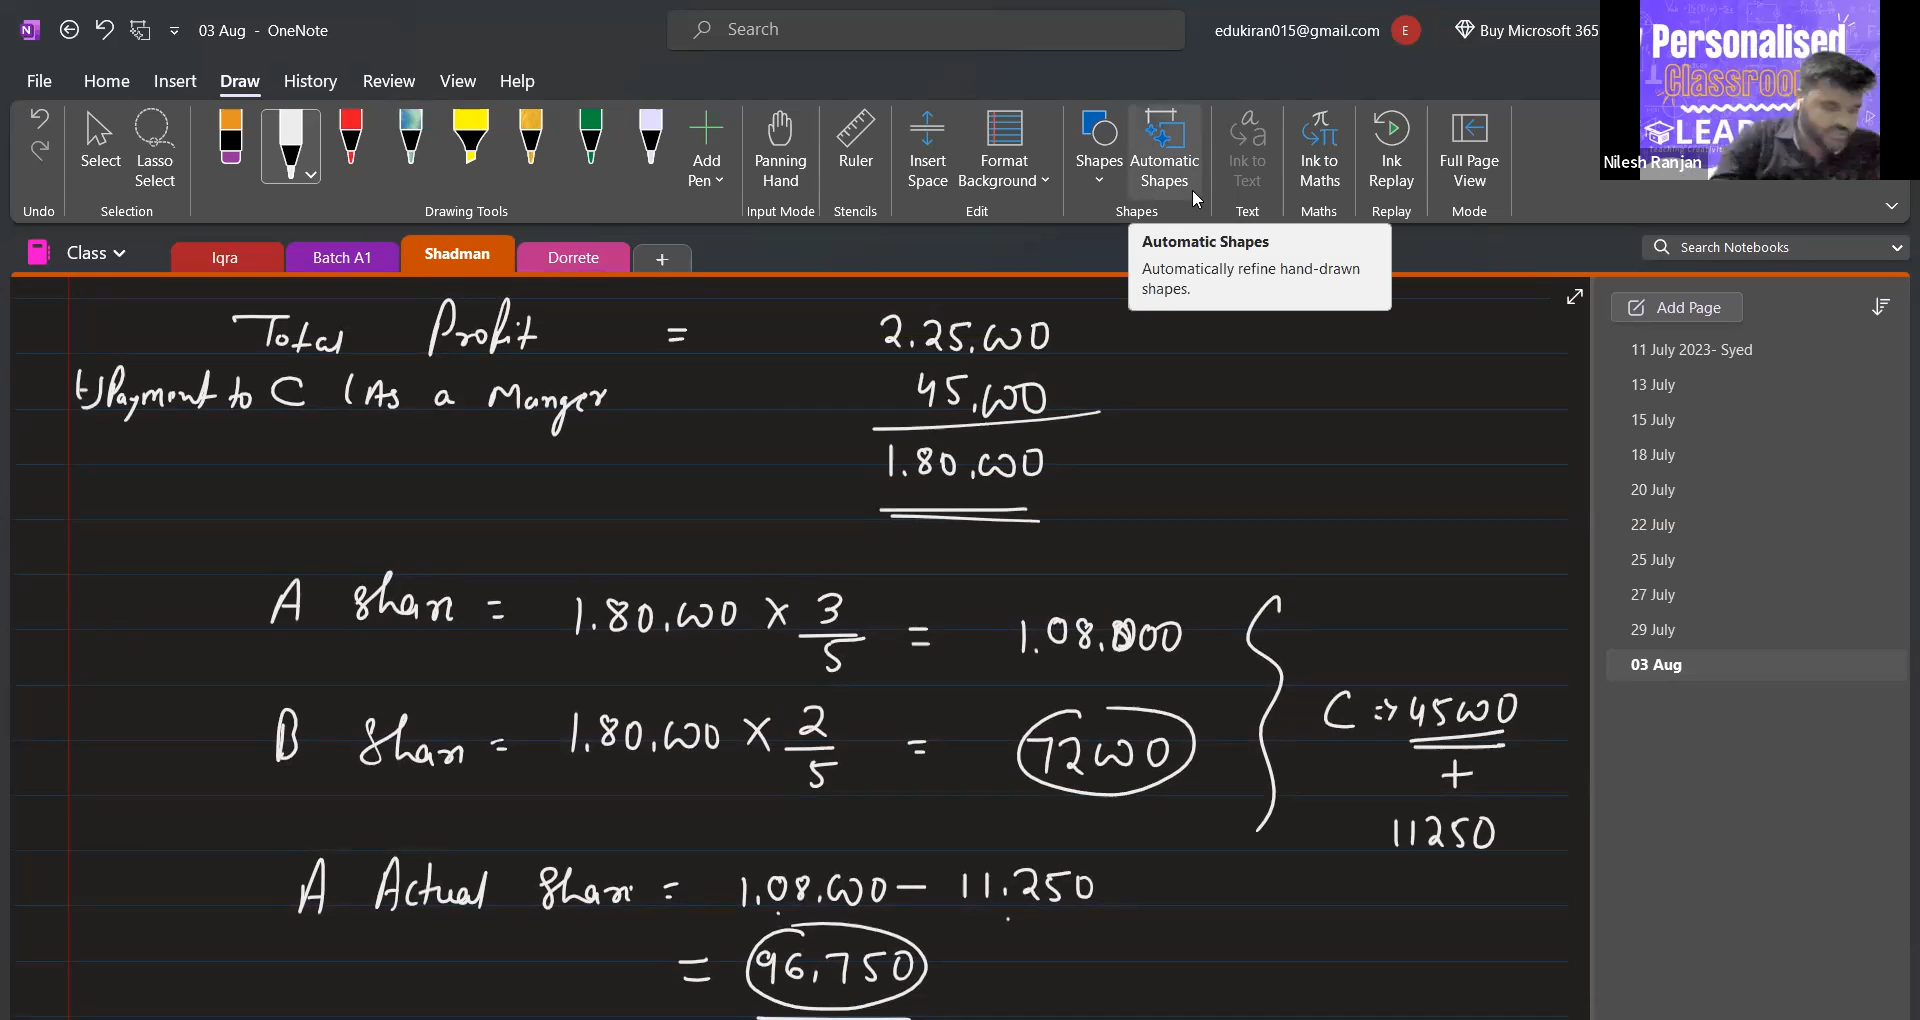 03 Aug - OneNote
Search
edukiran015@gmail.com
E
Buy Microsoft 365
File Home Insert Draw History Review View Help
Select
Lasso Select
Add Pen
Panning Hand
Ruler
Insert Space
Format Background
Shapes
Automatic Shapes
Ink to Text
Ink to Maths
Ink Replay
Full Page View
Undo Selection Drawing Tools Input Mode Stencils Edit Shapes Text Maths Replay Mode
Personalised
Classroo
LEA
Nilesh Ranjan
Class
Iqra Batch A1 Shadman Dorrete +
Search Notebooks
Automatic Shapes
Automatically refine hand-drawn
shapes.
Add Page
11 July 2023- Syed
13 July
15 July
18 July
20 July
22 July
25 July
27 July
29 July
03 Aug
Total Profit = 2.25.000
(-)Payment to C (As a Manger 45.000
1.80.000
A Share = 1.80.000 × 3/5 = 1.08.000
B Share = 1.80.000 × 2/5 = 72000
C => 45000
+
11250
A Actual Share = 1.08.000 - 11.250
= 96.750